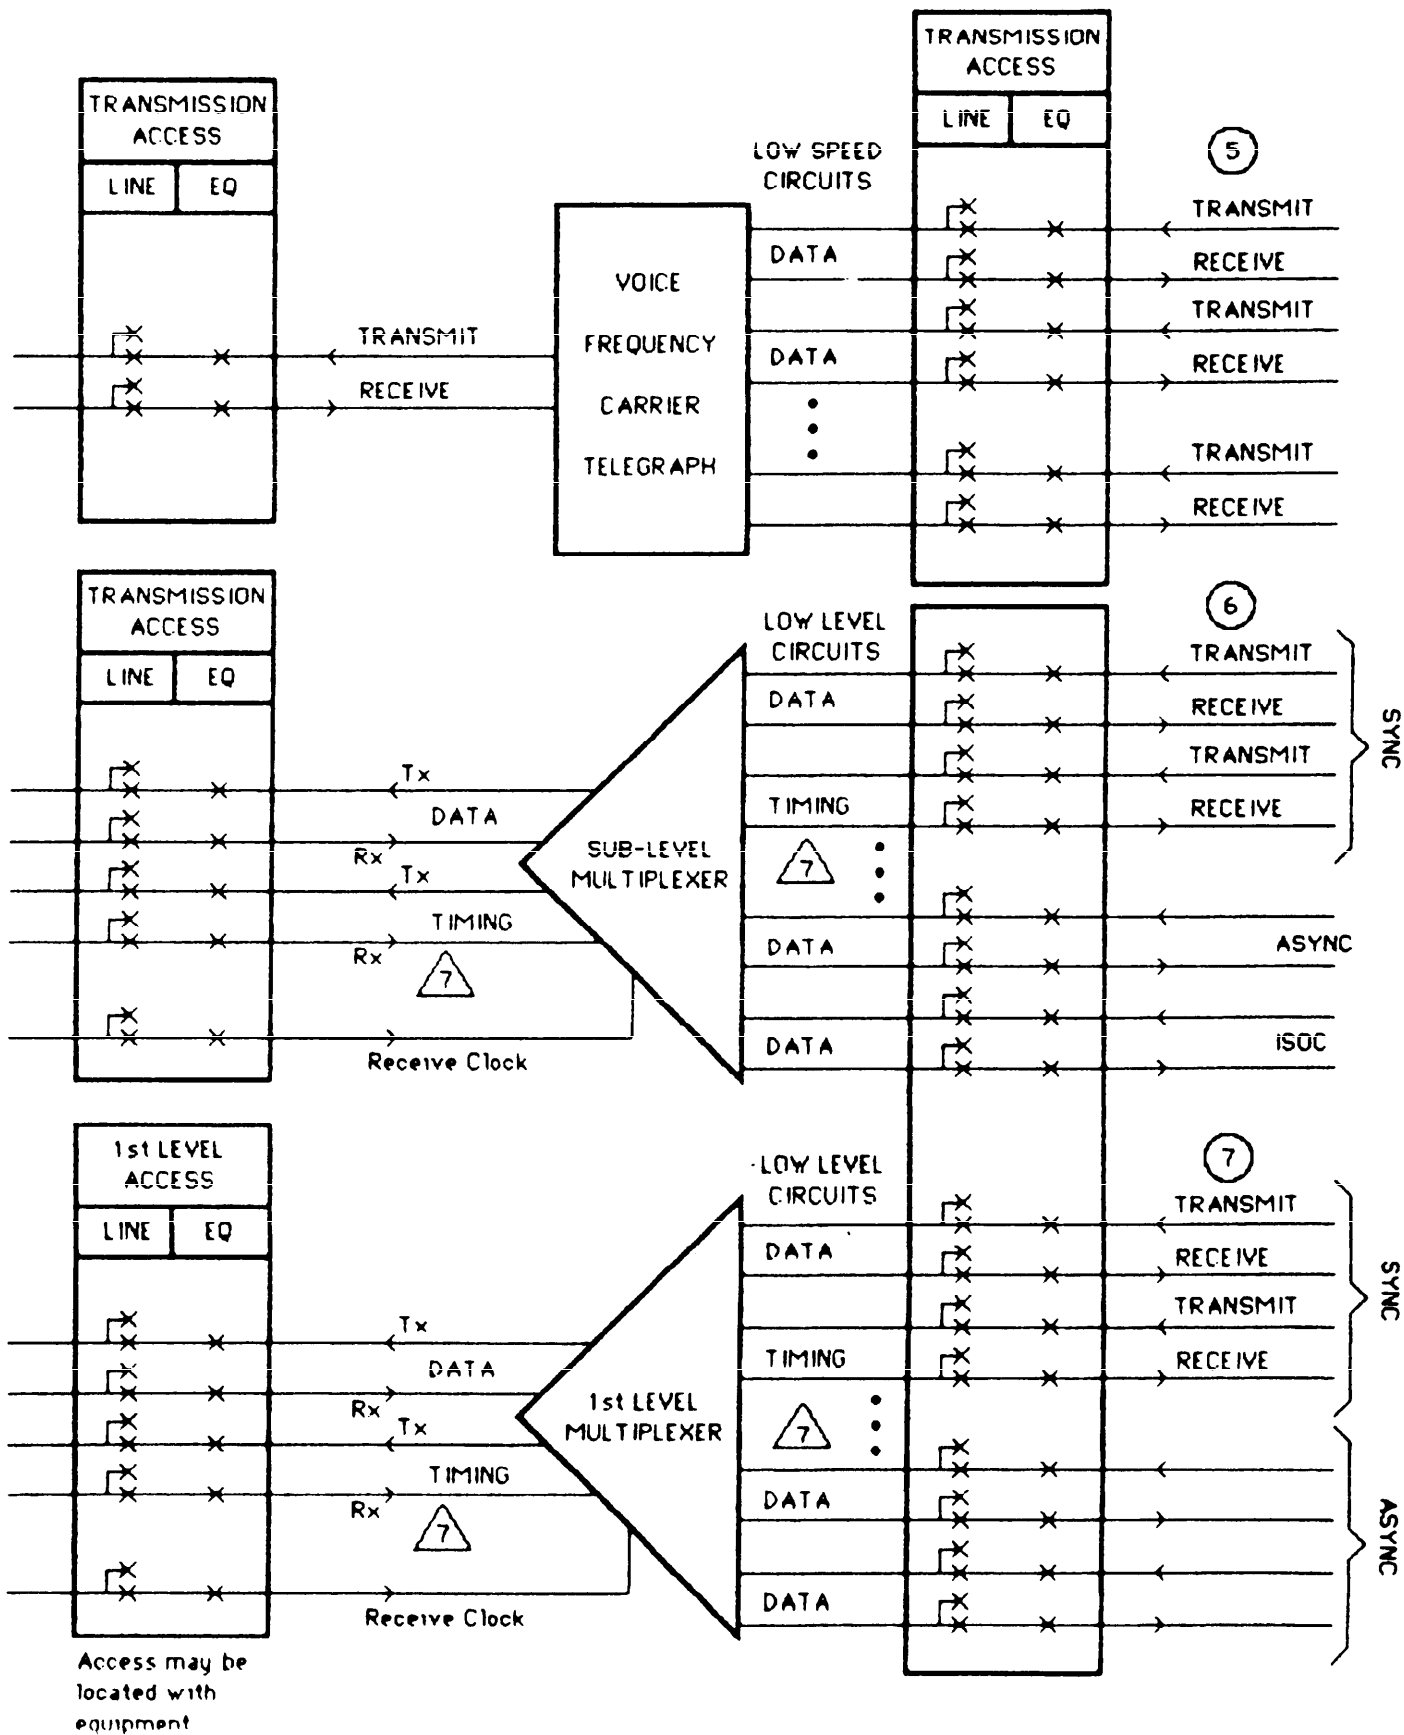 TRANSMISSION
ACCESS
LINE EQ
TRANSMISSION
ACCESS
LINE EQ
LOW SPEED
CIRCUITS
5
TRANSMIT
DATA
RECEIVE
TRANSMIT
DATA
RECEIVE
TRANSMIT
RECEIVE
VOICE
FREQUENCY
CARRIER
TELEGRAPH
TRANSMIT
RECEIVE
TRANSMISSION
ACCESS
LINE EQ
Tx
DATA
Rx
Tx
TIMING
Rx
7
Receive Clock
SUB-LEVEL
MULTIPLEXER
LOW LEVEL
CIRCUITS
DATA
TIMING
7
DATA
DATA
6
TRANSMIT
RECEIVE
TRANSMIT
RECEIVE
SYNC
ASYNC
ISOC
1st LEVEL
ACCESS
LINE EQ
Tx
DATA
Rx
Tx
TIMING
Rx
7
Receive Clock
1st LEVEL
MULTIPLEXER
LOW LEVEL
CIRCUITS
DATA
TIMING
7
DATA
DATA
7
TRANSMIT
RECEIVE
TRANSMIT
RECEIVE
SYNC
ASYNC
Access may be
located with
equipment